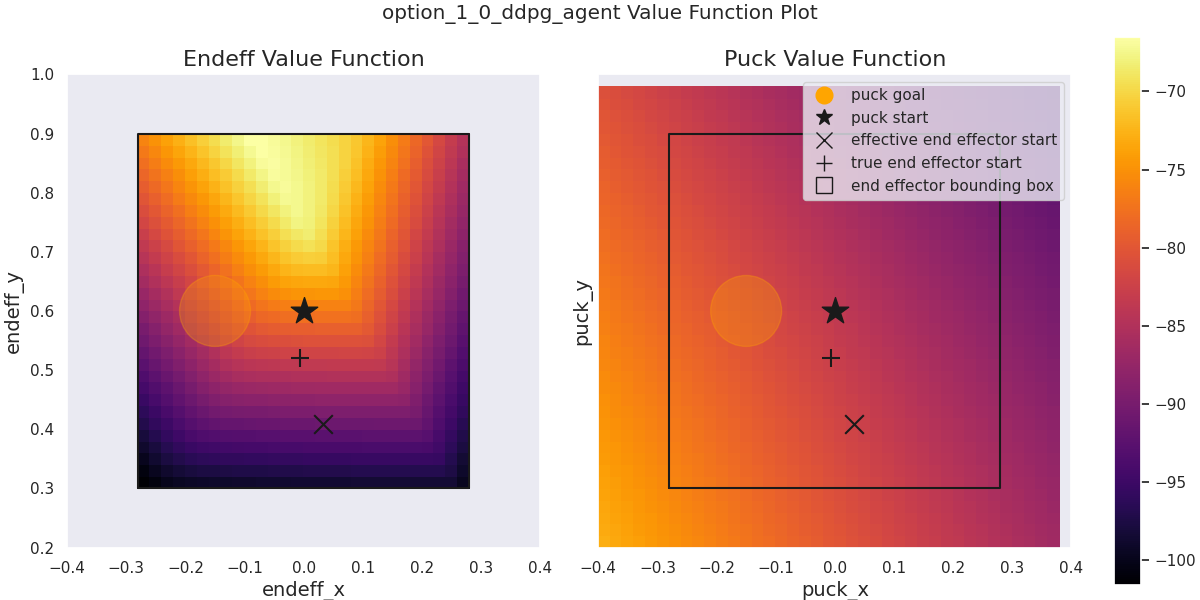 option_1_0_ddpg_agent Value Function Plot
Endeff Value Function
1.0
0.9
0.8
0.7
0.6
0.5
0.4
0.3
0.2
endeff_y
−0.4 −0.3 −0.2 −0.1 0.0 0.1 0.2 0.3 0.4
endeff_x
Puck Value Function
puck goal
puck start
effective end effector start
true end effector start
end effector bounding box
puck_y
−0.4 −0.3 −0.2 −0.1 0.0 0.1 0.2 0.3 0.4
puck_x
−70
−75
−80
−85
−90
−95
−100